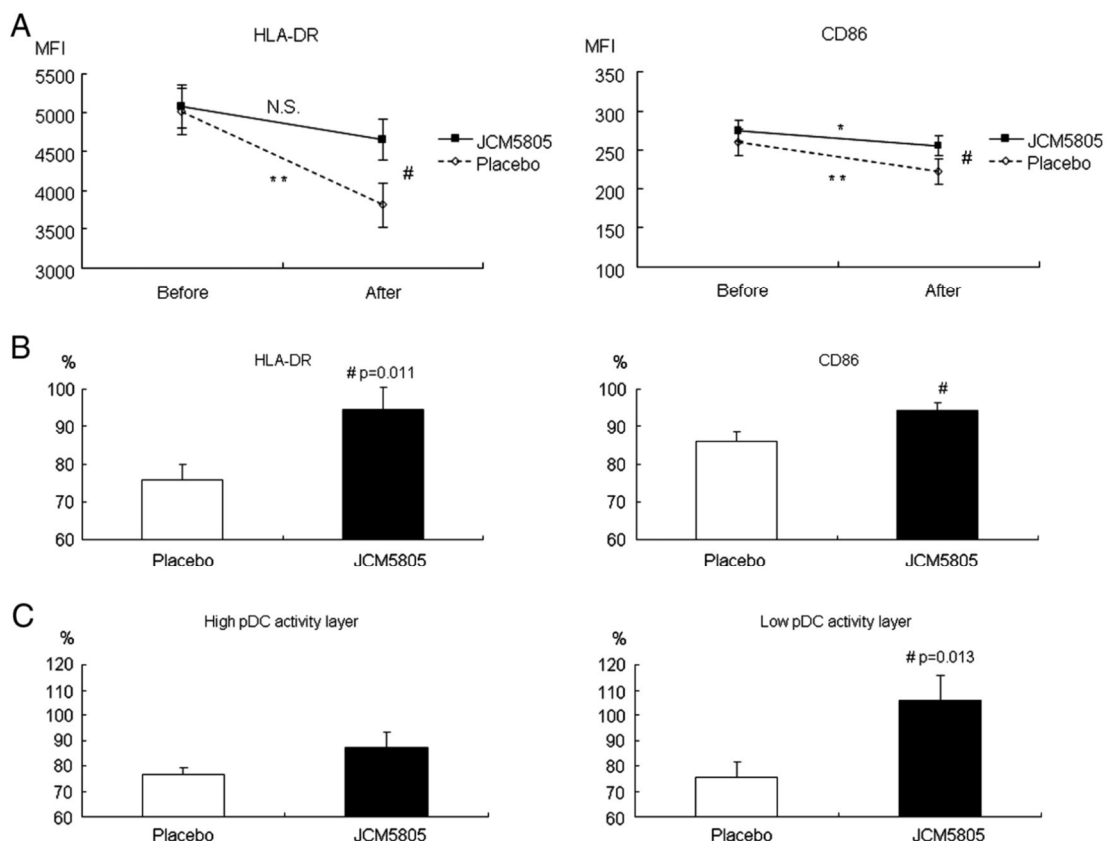 A
HLA-DR
MFI
5500
5000
4500
4000
3500
3000
N.S.
**
#
JCM5805
Placebo
Before
After
CD86
MFI
350
300
250
200
150
100
*
**
#
JCM5805
Placebo
Before
After
B
HLA-DR
%
100
90
80
70
60
# p=0.011
Placebo
JCM5805
CD86
%
100
90
80
70
60
#
Placebo
JCM5805
C
High pDC activity layer
%
120
110
100
90
80
70
60
Placebo
JCM5805
Low pDC activity layer
%
120
110
100
90
80
70
60
# p=0.013
Placebo
JCM5805